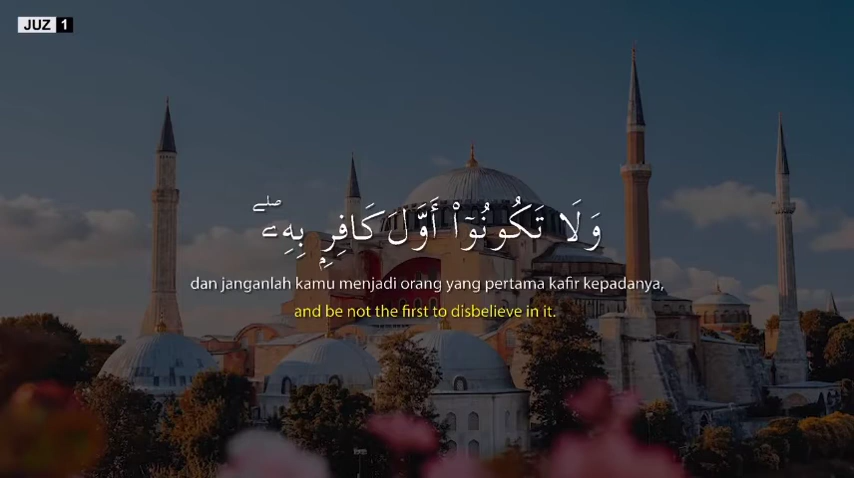 JUZ 1
وَلَا تَكُونُوٓا۟ أَوَّلَ كَافِرٍۭ بِهِۦ ۖ
dan janganlah kamu menjadi orang yang pertama kafir kepadanya,
and be not the first to disbelieve in it.